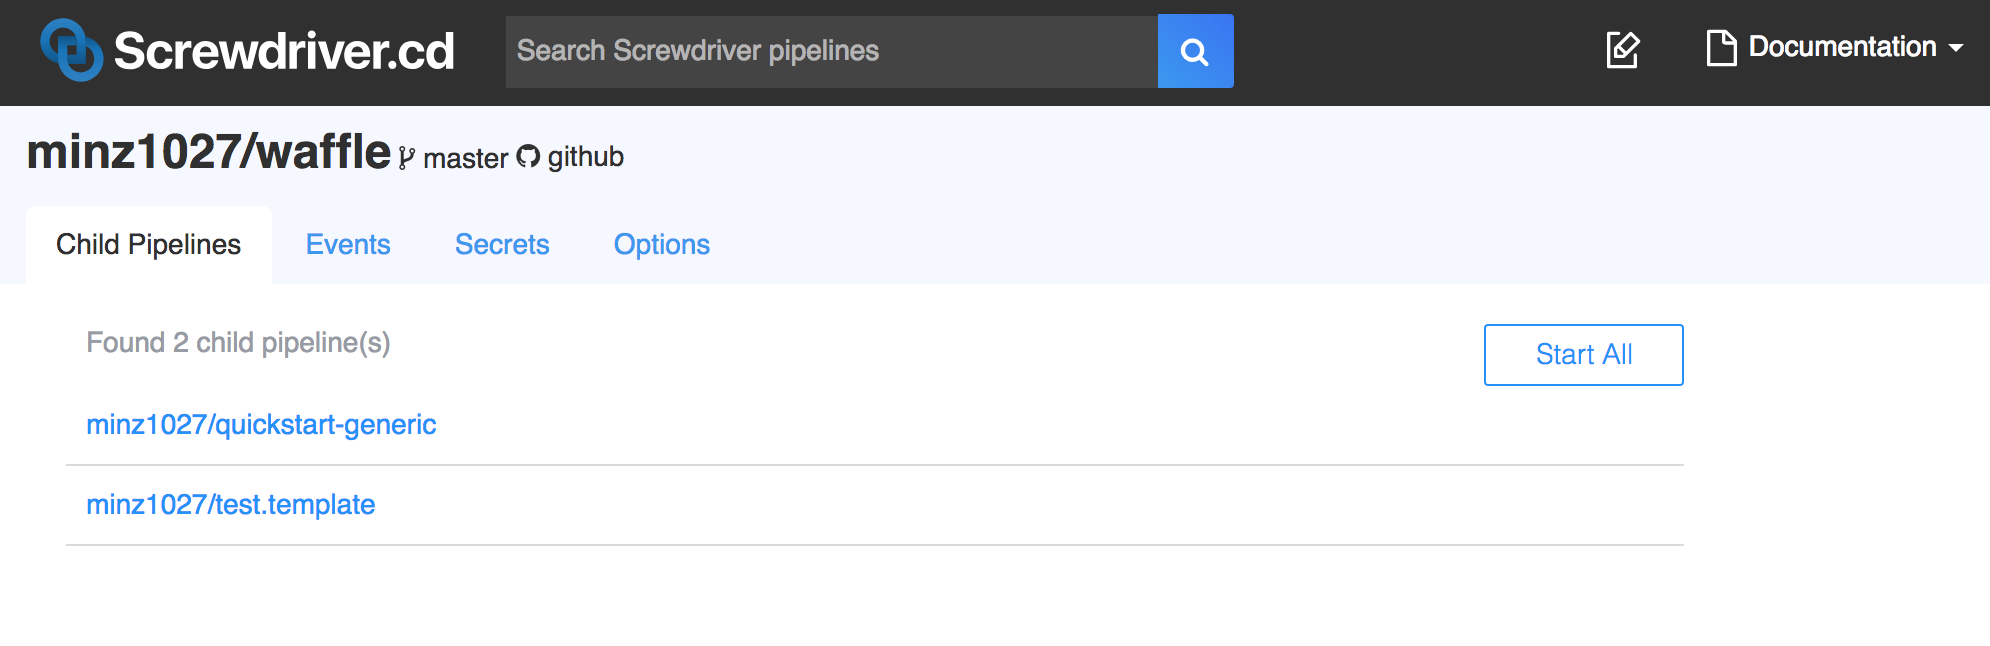 Screwdriver.cd Search Screwdriver pipelines Documentation
minz1027/waffle master github
Child Pipelines Events Secrets Options
Found 2 child pipeline(s)
Start All
minz1027/quickstart-generic
minz1027/test.template